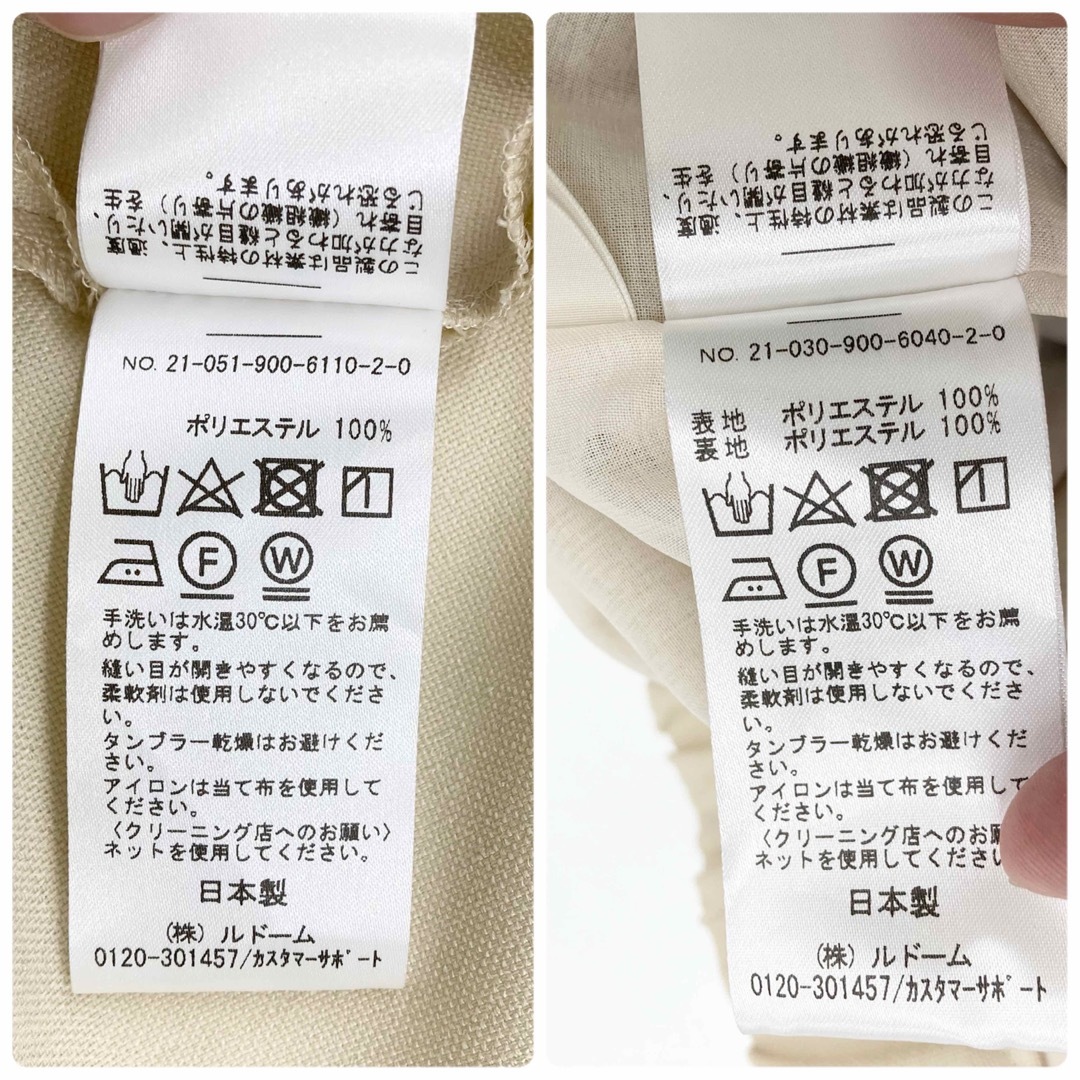 この製品は素材の特性上、過度
な力が加わると縫目が開いたり、
目寄れ(織組織の片寄り)を生
じる恐れがあります。
NO. 21-051-900-6110-2-0
ポリエステル 100%
F
W
手洗いは水温30℃以下をお薦
めします。
縫い目が開きやすくなるので、
柔軟剤は使用しないでくださ
い。
タンブラー乾燥はお避けくだ
さい。
アイロンは当て布を使用して
ください。
〈クリーニング店へのお願い〉
ネットを使用してください。
日本製
(株) ルドーム
0120-301457/カスタマーサポート
この製品は素材の特性上、過度
な力が加わると縫目が開いたり、
目寄れ(織組織の片寄り)を生
じる恐れがあります。
NO. 21-030-900-6040-2-0
表地 ポリエステル 100%
裏地 ポリエステル 100%
F
W
手洗いは水温30℃以下をお薦
めします。
縫い目が開きやすくなるので、
柔軟剤は使用しないでくださ
い。
タンブラー乾燥はお避けくだ
さい。
アイロンは当て布を使用して
ください。
〈クリーニング店へのお願い
ネットを使用してくださ
日本製
(株) ルドーム
0120-301457/カスタマーサポート